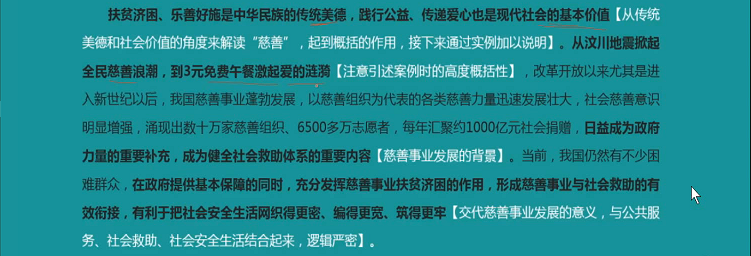 扶贫济困、乐善好施是中华民族的传统美德，践行公益、传递爱心也是现代社会的基本价值【从传统
美德和社会价值的角度来解读“慈善”，起到概括的作用，接下来通过实例加以说明】。从汶川地震掀起
全民慈善浪潮，到3元免费午餐激起爱的涟漪【注意引述案例时的高度概括性】，改革开放以来尤其是进
入新世纪以后，我国慈善事业蓬勃发展，以慈善组织为代表的各类慈善力量迅速发展壮大，社会慈善意识
明显增强，涌现出数十万家慈善组织、6500多万志愿者，每年汇聚约1000亿元社会捐赠，日益成为政府
力量的重要补充，成为健全社会救助体系的重要内容【慈善事业发展的背景】。当前，我国仍然有不少困
难群众，在政府提供基本保障的同时，充分发挥慈善事业扶贫济困的作用，形成慈善事业与社会救助的有
效衔接，有利于把社会安全生活网织得更密、编得更宽、筑得更牢【交代慈善事业发展的意义，与公共服
务、社会救助、社会安全生活结合起来，逻辑严密】。